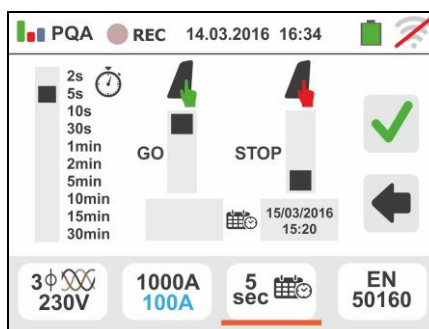 PQA REC 14.03.2016 16:34
2s
5s
10s
30s
1min
2min
5min
10min
15min
30min
GO
STOP
15/03/2016
15:20
3ϕ
230V
1000A
100A
5
sec
EN
50160